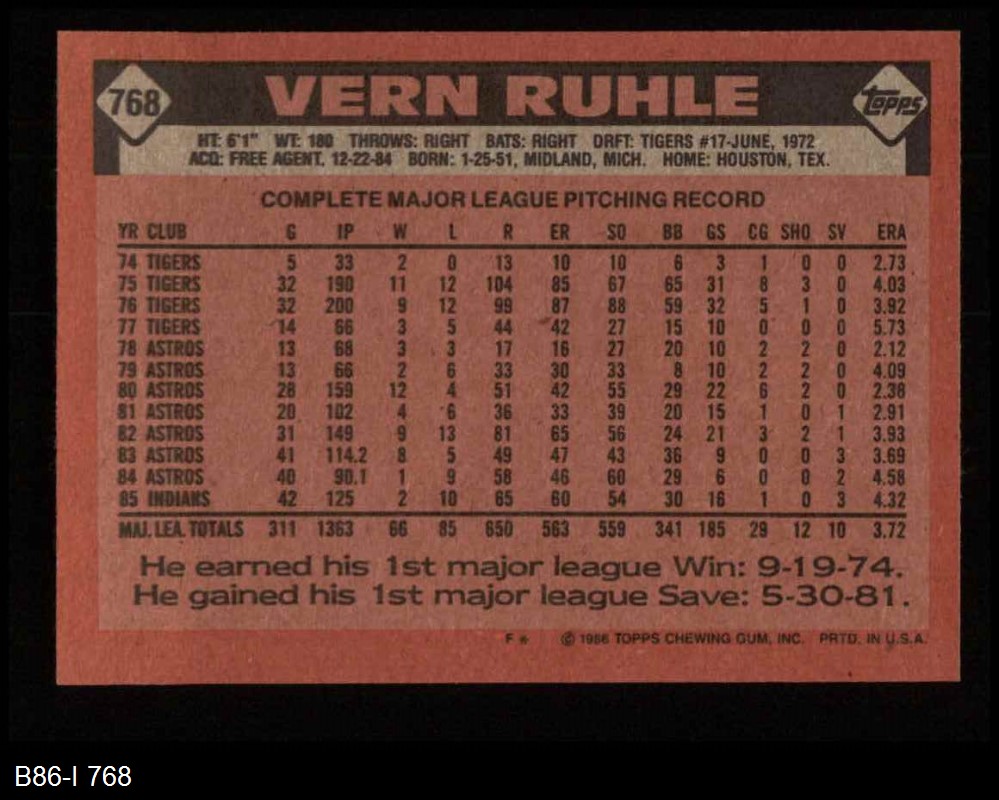 768 VERN RUHLE Topps
HT: 6'1" WT: 180 THROWS: RIGHT BATS: RIGHT DRFT: TIGERS #17-JUNE, 1972
ACQ: FREE AGENT, 12-22-84 BORN: 1-25-51, MIDLAND, MICH. HOME: HOUSTON, TEX.
COMPLETE MAJOR LEAGUE PITCHING RECORD
YR CLUB G IP W L R ER SO BB GS CG SHO SV ERA
74 TIGERS 5 33 2 0 13 10 10 6 3 1 0 0 2.73
75 TIGERS 32 190 11 12 104 85 67 65 31 8 3 0 4.03
76 TIGERS 32 200 9 12 99 87 88 59 32 5 1 0 3.92
77 TIGERS 14 66 3 5 44 42 27 15 10 0 0 0 5.73
78 ASTROS 13 68 3 3 17 16 27 20 10 2 2 0 2.12
79 ASTROS 13 66 2 6 33 30 33 8 10 2 2 0 4.09
80 ASTROS 28 159 12 4 51 42 55 29 22 6 2 0 2.38
81 ASTROS 20 102 4 6 36 33 39 20 15 1 0 1 2.91
82 ASTROS 31 149 9 13 81 65 56 24 21 3 2 1 3.93
83 ASTROS 41 114.2 8 5 49 47 43 36 9 0 0 3 3.69
84 ASTROS 40 90.1 1 9 58 46 60 29 6 0 0 2 4.58
85 INDIANS 42 125 2 10 65 60 54 30 16 1 0 3 4.32
MAJ. LEA. TOTALS 311 1363 66 85 650 563 559 341 185 29 12 10 3.72
He earned his 1st major league Win: 9-19-74.
He gained his 1st major league Save: 5-30-81.
F * © 1986 TOPPS CHEWING GUM, INC. PRTD. IN U.S.A.
B86-I 768